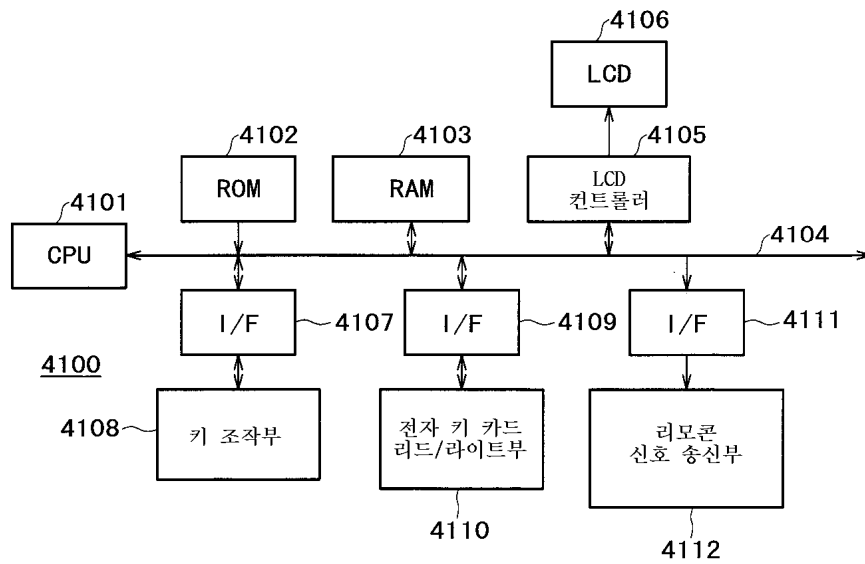 4106
LCD
4102
4103
4105
ROM
RAM
LCD
컨트롤러
4101
CPU
4104
I/F
4107
I/F
4109
I/F
4111
4100
4108
키 조작부
전자 키 카드
리드/라이트부
리모콘
신호 송신부
4110
4112